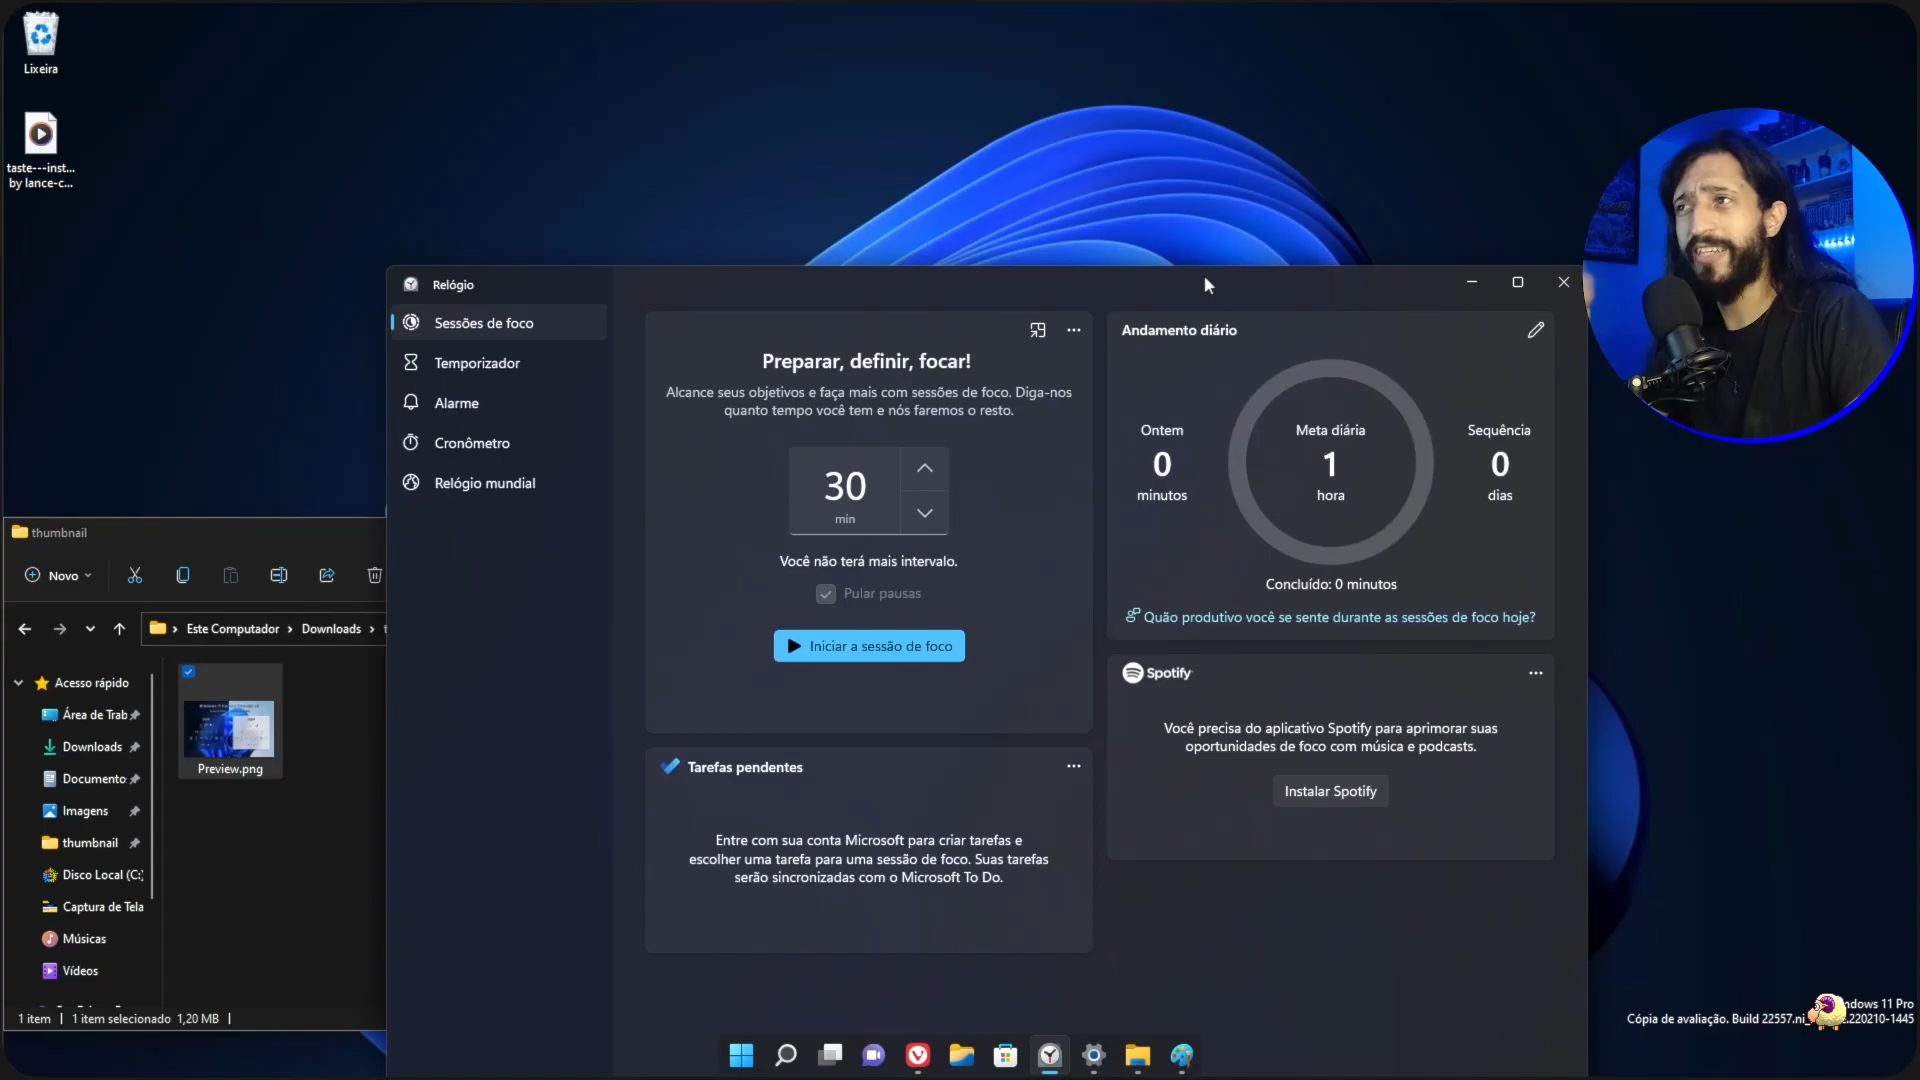 Lixeira
taste---inst...
by lance-c...
Relógio
Sessões de foco
Temporizador
Alarme
Cronômetro
Relógio mundial
Preparar, definir, focar!
Alcance seus objetivos e faça mais com sessões de foco. Diga-nos
quanto tempo você tem e nós faremos o resto.
30
min
Você não terá mais intervalo.
Pular pausas
Iniciar a sessão de foco
Andamento diário
Ontem
0
minutos
Meta diária
1
hora
Sequência
0
dias
Concluído: 0 minutos
Quão produtivo você se sente durante as sessões de foco hoje?
Spotify
Você precisa do aplicativo Spotify para aprimorar suas
oportunidades de foco com música e podcasts.
Instalar Spotify
Tarefas pendentes
Entre com sua conta Microsoft para criar tarefas e
escolher uma tarefa para uma sessão de foco. Suas tarefas
serão sincronizadas com o Microsoft To Do.
thumbnail
Novo
Este Computador > Downloads >
Acesso rápido
Área de Trab
Downloads
Documento
Imagens
thumbnail
Disco Local (C:)
Captura de Tela
Músicas
Vídeos
Preview.png
1 item | 1 item selecionado 1,20 MB |
ndows 11 Pro
Cópia de avaliação. Build 22557.ni_ .220210-1445